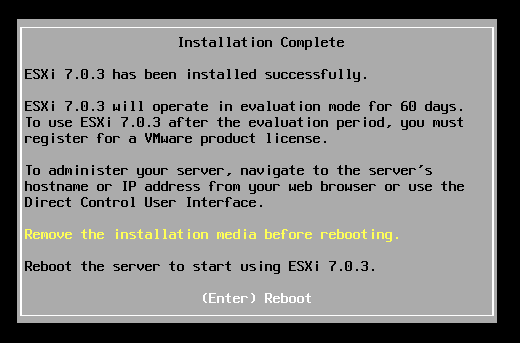 Installation Complete
ESXi 7.0.3 has been installed successfully.
ESXi 7.0.3 will operate in evaluation mode for 60 days.
To use ESXi 7.0.3 after the evaluation period, you must
register for a VMware product license.
To administer your server, navigate to the server's
hostname or IP address from your web browser or use the
Direct Control User Interface.
Remove the installation media before rebooting.
Reboot the server to start using ESXi 7.0.3.
(Enter) Reboot